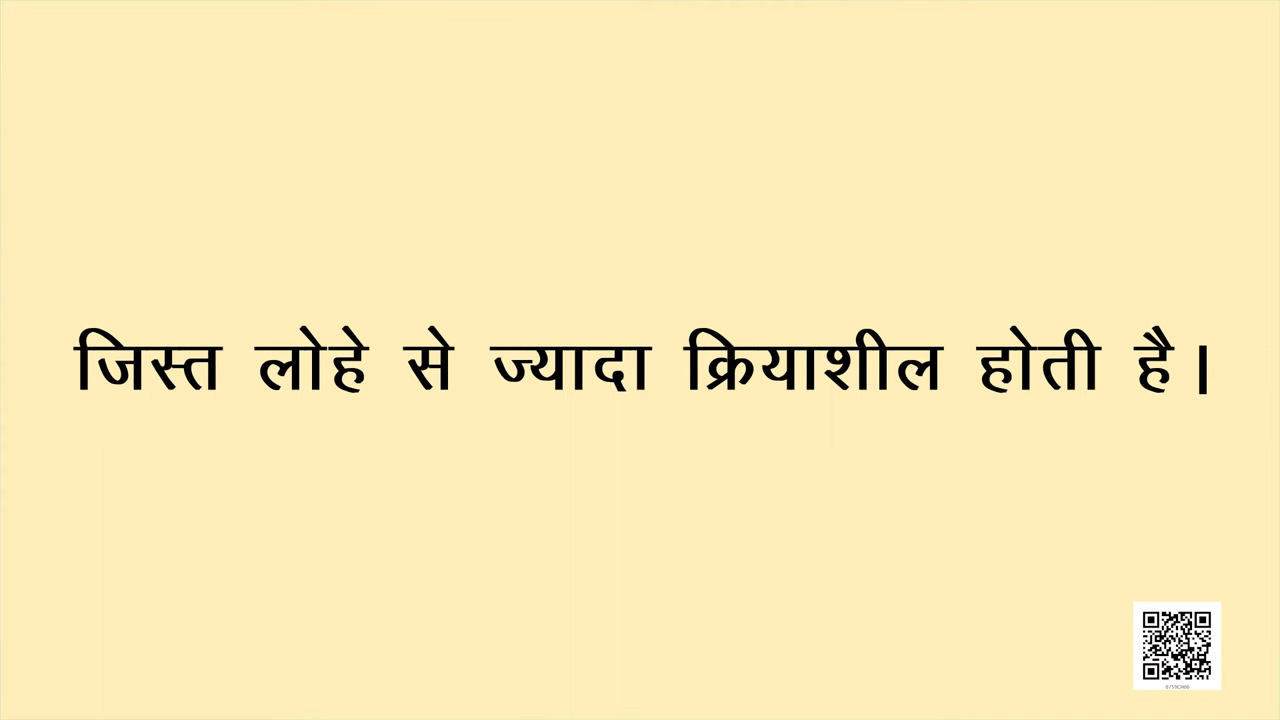 जिस्त लोहे से ज्यादा क्रियाशील होती है।